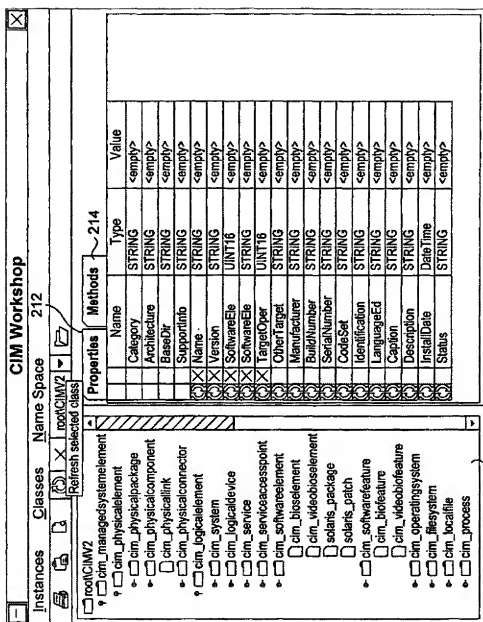 CIM Workshop
Instances Classes Name Space
212
root\CIMV2
Refresh selected class
root\CIMV2
cim_managedsystemelement
cim_physicalelement
cim_physicalpackage
cim_physicalcomponent
cim_physicallink
cim_physicalconnector
cim_logicalelement
cim_system
cim_logicaldevice
cim_service
cim_serviceaccesspoint
cim_softwareelement
cim_bioselement
cim_videobioselement
solaris_package
solaris_patch
cim_softwarefeature
cim_biofeature
cim_videobiofeature
cim_operatingsystem
cim_filesystem
cim_localfile
cim_process
Properties Methods 214
Name Type Value
Category STRING <empty>
Architecture STRING <empty>
BaseDir STRING <empty>
SupportInfo STRING <empty>
Name STRING <empty>
Version STRING <empty>
SoftwareEle UINT16 <empty>
SoftwareEle STRING <empty>
TargetOper UINT16 <empty>
OtherTarget STRING <empty>
Manufacturer STRING <empty>
BuildNumber STRING <empty>
SerialNumber STRING <empty>
CodeSet STRING <empty>
Identification STRING <empty>
LanguageEd STRING <empty>
Caption STRING <empty>
Description STRING <empty>
InstallDate DateTime <empty>
Status STRING <empty>